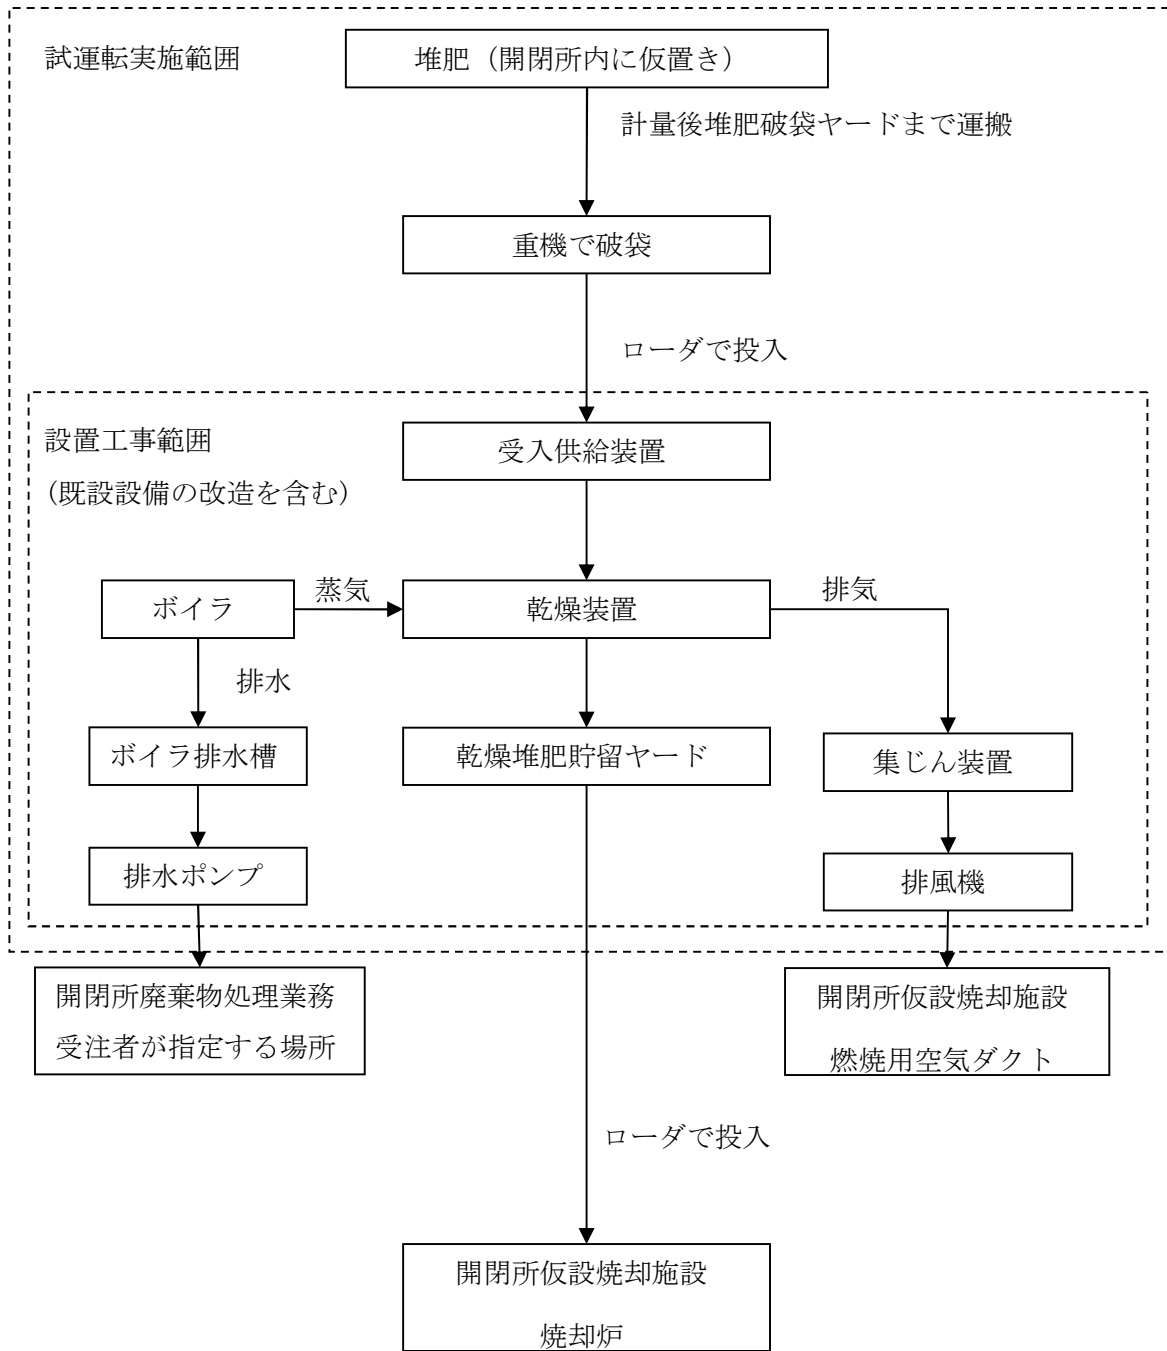 試運転実施範囲
堆肥（開閉所内に仮置き）
計量後堆肥破袋ヤードまで運搬
重機で破袋
ローダで投入
設置工事範囲
（既設設備の改造を含む）
受入供給装置
ボイラ
蒸気
乾燥装置
排気
排水
ボイラ排水槽
乾燥堆肥貯留ヤード
集じん装置
排水ポンプ
排風機
開閉所廃棄物処理業務
受注者が指定する場所
開閉所仮設焼却施設
燃焼用空気ダクト
ローダで投入
開閉所仮設焼却施設
焼却炉